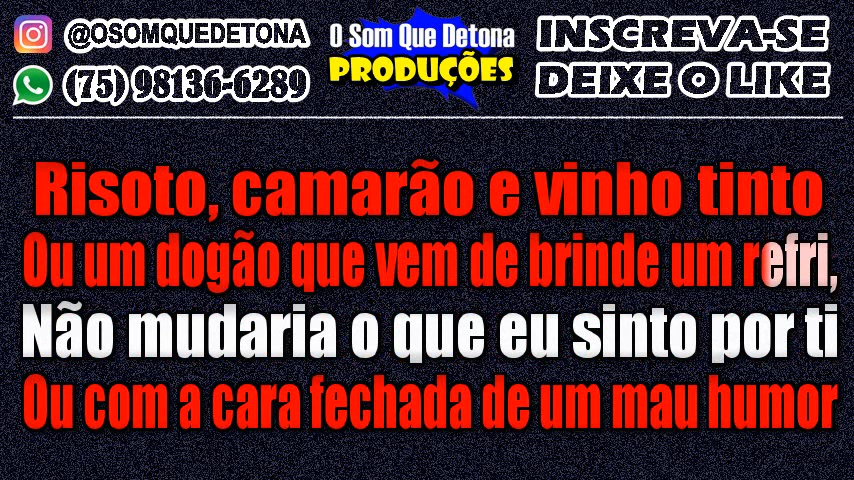 @OSOMQUEDETONA
(75) 98136-6289
O Som Que Detona
PRODUÇÕES
INSCREVA-SE
DEIXE O LIKE
Risoto, camarão e vinho tinto
Ou um dogão que vem de brinde um refri,
Não mudaria o que eu sinto por ti
Ou com a cara fechada de um mau humor